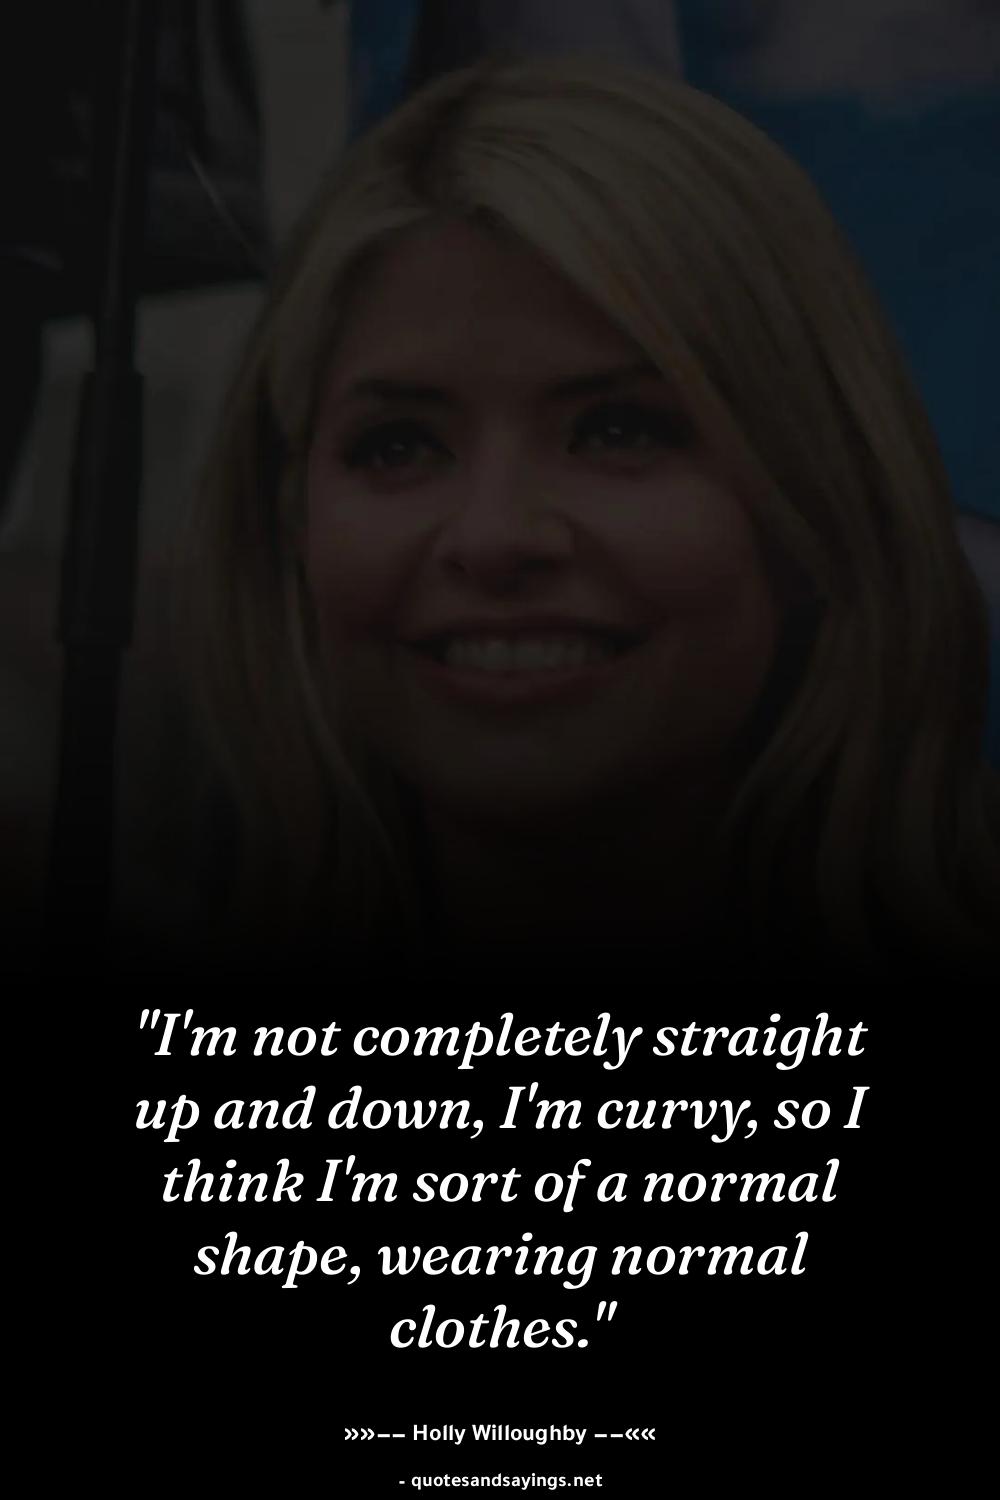 "I'm not completely straight
up and down, I'm curvy, so I
think I'm sort of a normal
shape, wearing normal
clothes."
»»−− Holly Willoughby −−««
- quotesandsayings.net